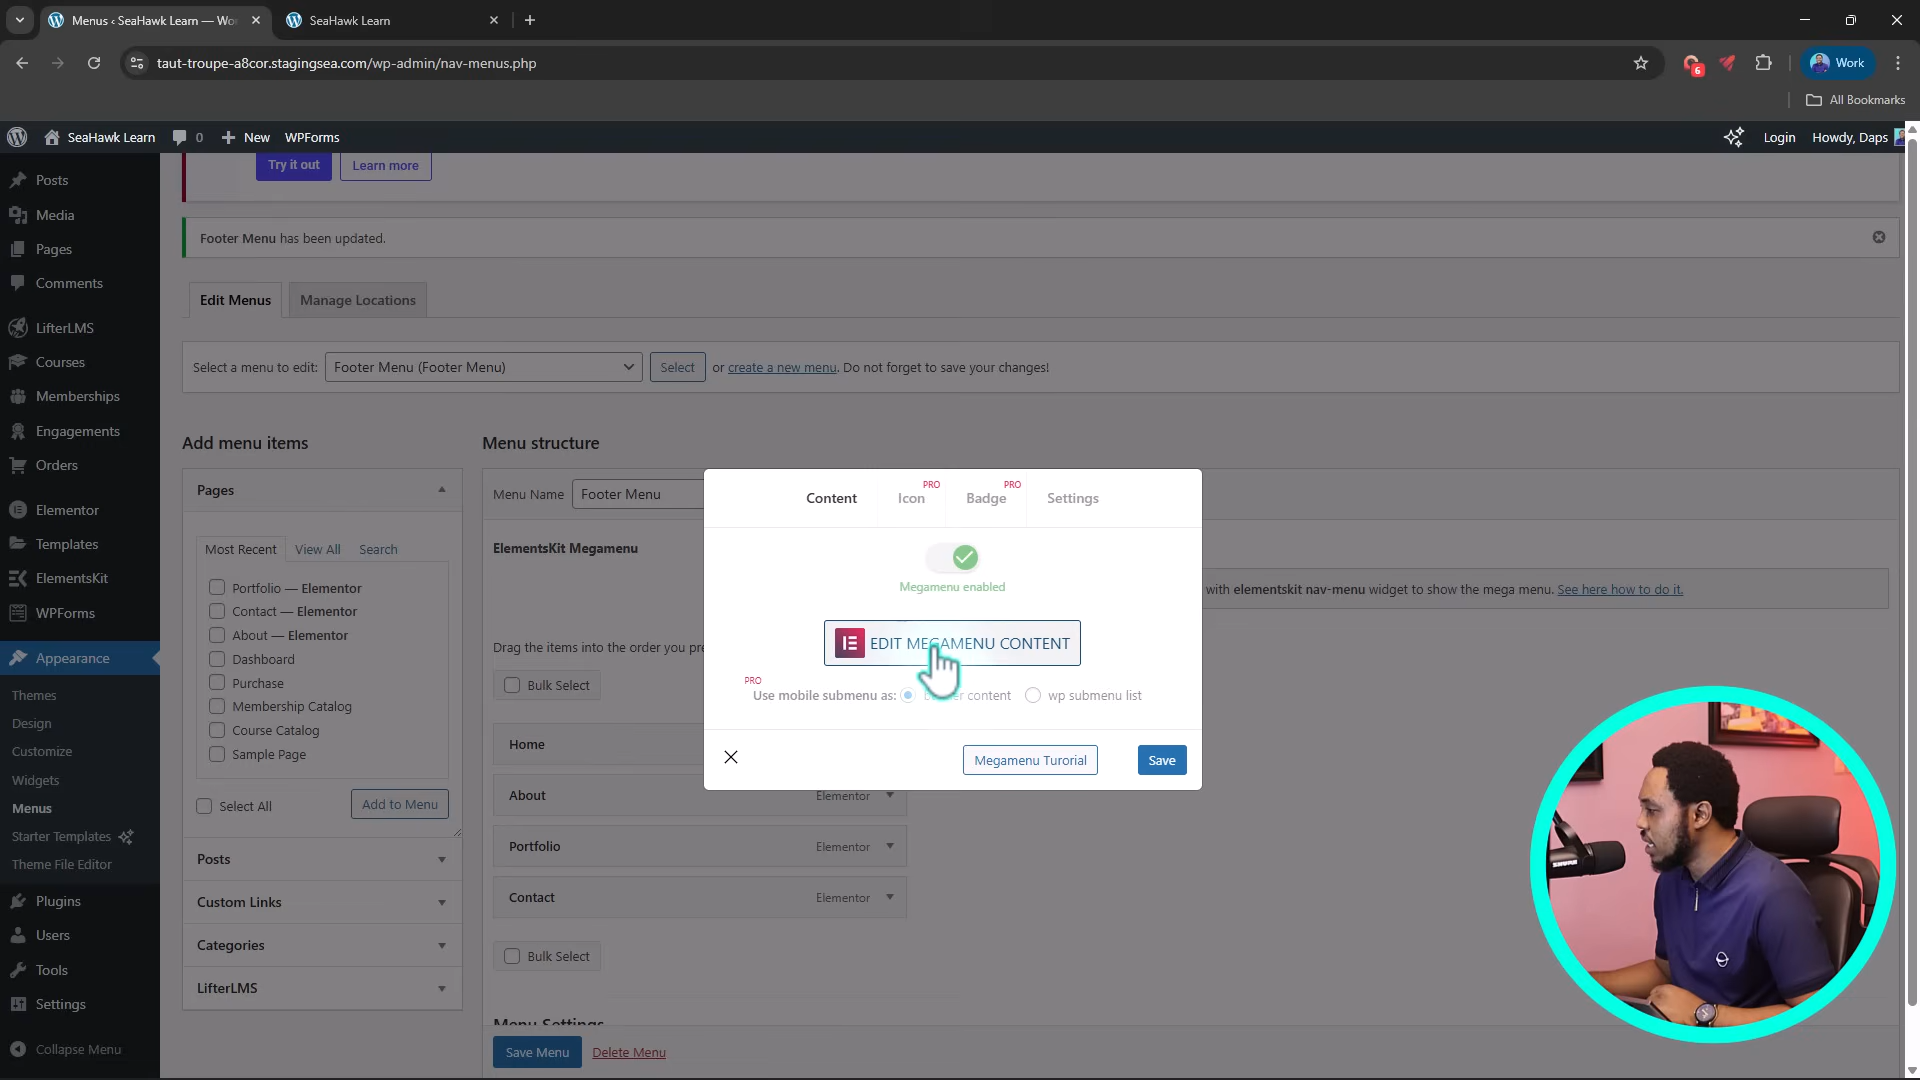 Menus ‹ SeaHawk Learn — Wo
SeaHawk Learn
taut-troupe-a8cor.stagingsea.com/wp-admin/nav-menus.php
6
Work
All Bookmarks
SeaHawk Learn
0
New
WPForms
Login
Howdy, Daps
Posts
Media
Pages
Comments
LifterLMS
Courses
Memberships
Engagements
Orders
Elementor
Templates
ElementsKit
WPForms
Appearance
Themes
Design
Customize
Widgets
Menus
Starter Templates
Theme File Editor
Plugins
Users
Tools
Settings
Collapse Menu
Try it out
Learn more
Footer Menu has been updated.
Edit Menus
Manage Locations
Select a menu to edit:
Footer Menu (Footer Menu)
Select
or create a new menu. Do not forget to save your changes!
Add menu items
Pages
Most Recent
View All
Search
Portfolio — Elementor
Contact — Elementor
About — Elementor
Dashboard
Purchase
Membership Catalog
Course Catalog
Sample Page
Select All
Add to Menu
Posts
Custom Links
Categories
LifterLMS
Menu structure
Menu Name
Footer Menu
ElementsKit Megamenu
with elementskit nav-menu widget to show the mega menu. See here how to do it.
Drag the items into the order you pre
Bulk Select
Home
About
Elementor
Portfolio
Elementor
Contact
Elementor
Bulk Select
Menu Settings
Save Menu
Delete Menu
Content
Icon
PRO
Badge
PRO
Settings
Megamenu enabled
EDIT MEGAMENU CONTENT
PRO
Use mobile submenu as:
content
wp submenu list
Megamenu Turorial
Save